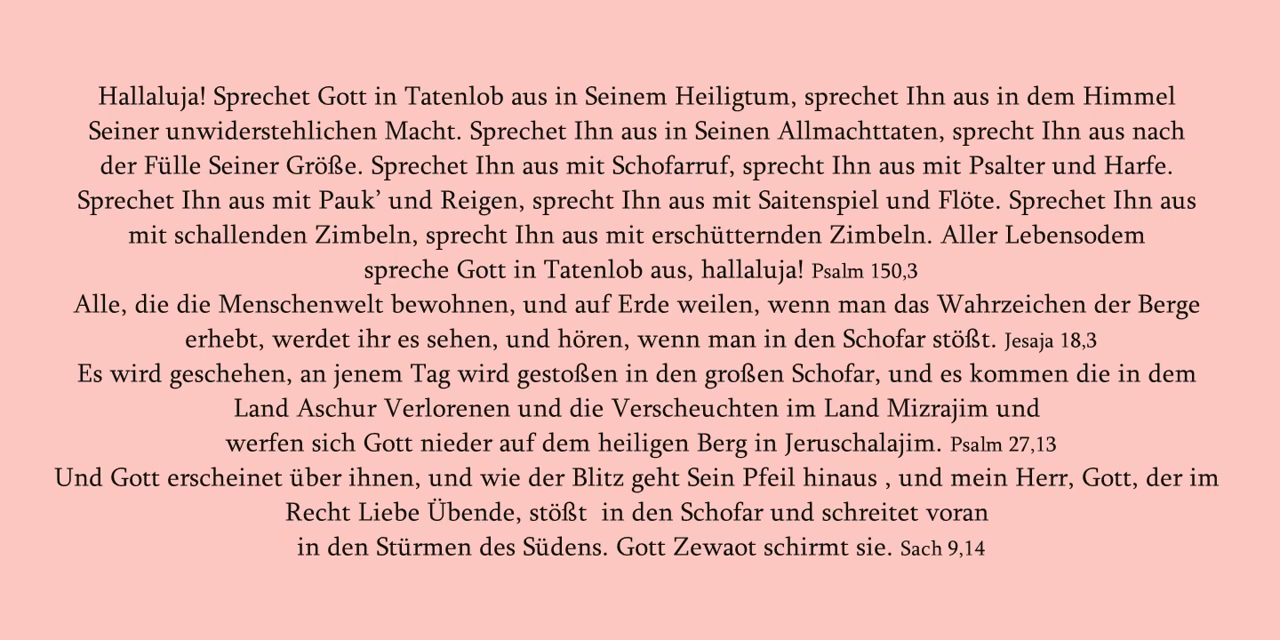 Hallaluja! Sprechet Gott in Tatenlob aus in Seinem Heiligtum, sprechet Ihn aus in dem Himmel
Seiner unwiderstehlichen Macht. Sprechet Ihn aus in Seinen Allmachttaten, sprecht Ihn aus nach
der Fülle Seiner Größe. Sprechet Ihn aus mit Schofarruf, sprecht Ihn aus mit Psalter und Harfe.
Sprechet Ihn aus mit Pauk’ und Reigen, sprecht Ihn aus mit Saitenspiel und Flöte. Sprechet Ihn aus
mit schallenden Zimbeln, sprecht Ihn aus mit erschütternden Zimbeln. Aller Lebensodem
spreche Gott in Tatenlob aus, hallaluja! Psalm 150,3
Alle, die die Menschenwelt bewohnen, und auf Erde weilen, wenn man das Wahrzeichen der Berge
erhebt, werdet ihr es sehen, und hören, wenn man in den Schofar stößt. Jesaja 18,3
Es wird geschehen, an jenem Tag wird gestoßen in den großen Schofar, und es kommen die in dem
Land Aschur Verlorenen und die Verscheuchten im Land Mizrajim und
werfen sich Gott nieder auf dem heiligen Berg in Jeruschalajim. Psalm 27,13
Und Gott erscheinet über ihnen, und wie der Blitz geht Sein Pfeil hinaus , und mein Herr, Gott, der im
Recht Liebe Übende, stößt  in den Schofar und schreitet voran
in den Stürmen des Südens. Gott Zewaot schirmt sie. Sach 9,14